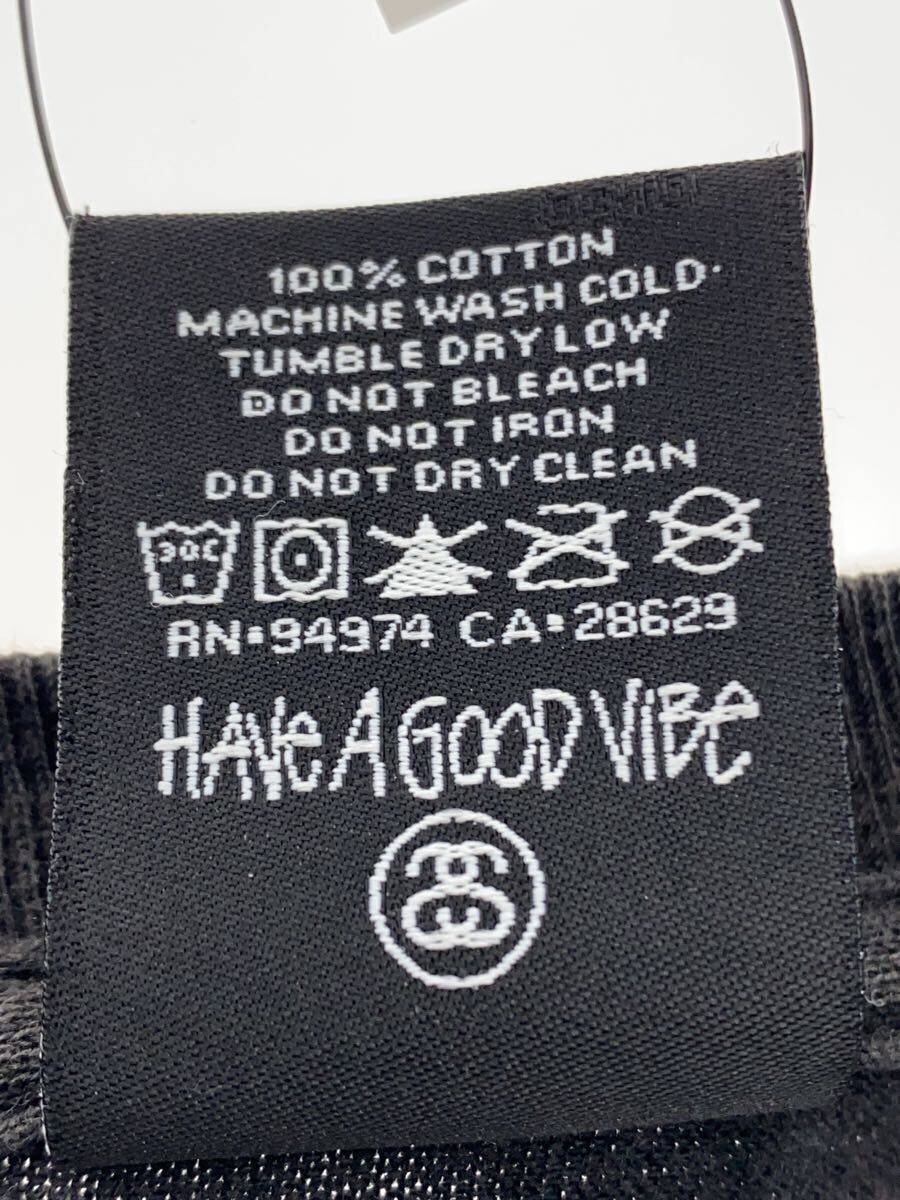 100% COTTON
MACHINE WASH COLD
TUMBLE DRY LOW
DO NOT BLEACH
DO NOT IRON
DO NOT DRY CLEAN
30C
RN:94974 CA:28629
HAVE A GOOD VIBE